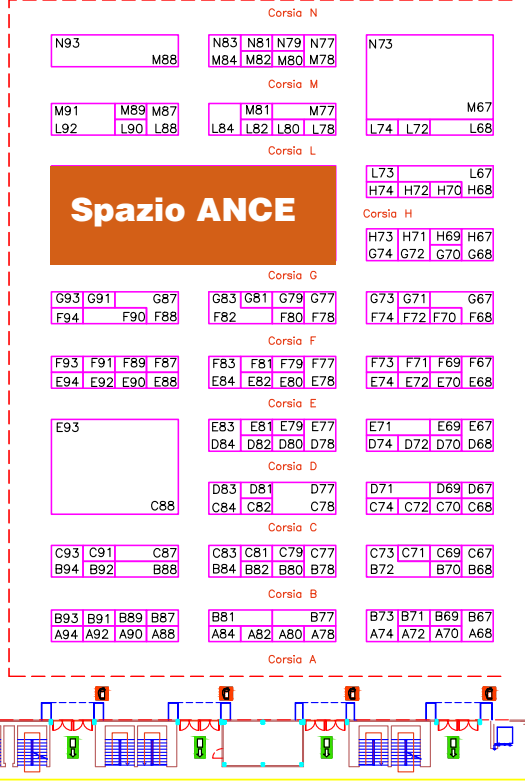 Corsia N
N93 N83 N81 N79 N77 N73
M88 M84 M82 M80 M78
Corsia M
M91 M89 M87 M81 M77 M67
L92 L90 L88 L84 L82 L80 L78 L74 L72 L68
Corsia L
L73 L67
H74 H72 H70 H68
Spazio ANCE
Corsia H
H73 H71 H69 H67
G74 G72 G70 G68
Corsia G
G93 G91 G87 G83 G81 G79 G77 G73 G71 G67
F94 F90 F88 F82 F80 F78 F74 F72 F70 F68
Corsia F
F93 F91 F89 F87 F83 F81 F79 F77 F73 F71 F69 F67
E94 E92 E90 E88 E84 E82 E80 E78 E74 E72 E70 E68
Corsia E
E93 E83 E81 E79 E77 E71 E69 E67
D84 D82 D80 D78 D74 D72 D70 D68
Corsia D
D83 D81 D77 D71 D69 D67
C88 C84 C82 C78 C74 C72 C70 C68
Corsia C
C93 C91 C87 C83 C81 C79 C77 C73 C71 C69 C67
B94 B92 B88 B84 B82 B80 B78 B72 B70 B68
Corsia B
B93 B91 B89 B87 B81 B77 B73 B71 B69 B67
A94 A92 A90 A88 A84 A82 A80 A78 A74 A72 A70 A68
Corsia A